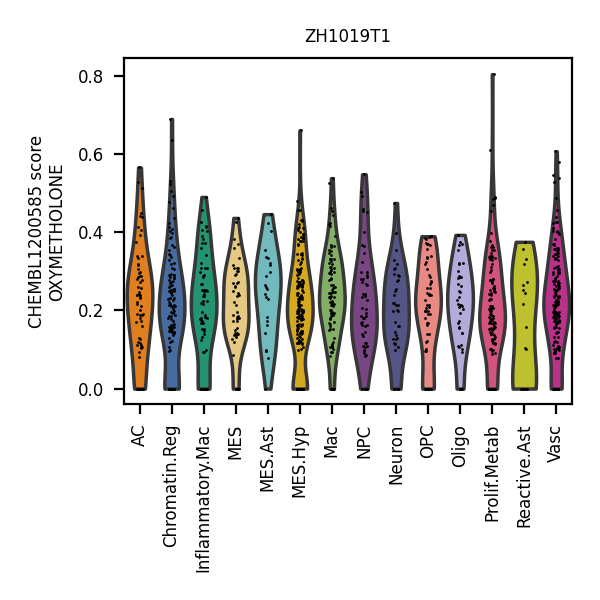 ZH1019T1
CHEMBL1200585 score
OXYMETHOLONE
0.8
0.6
0.4
0.2
0.0
AC
Chromatin.Reg
Inflammatory.Mac
MES
MES.Ast
MES.Hyp
Mac
NPC
Neuron
OPC
Oligo
Prolif.Metab
Reactive.Ast
Vasc